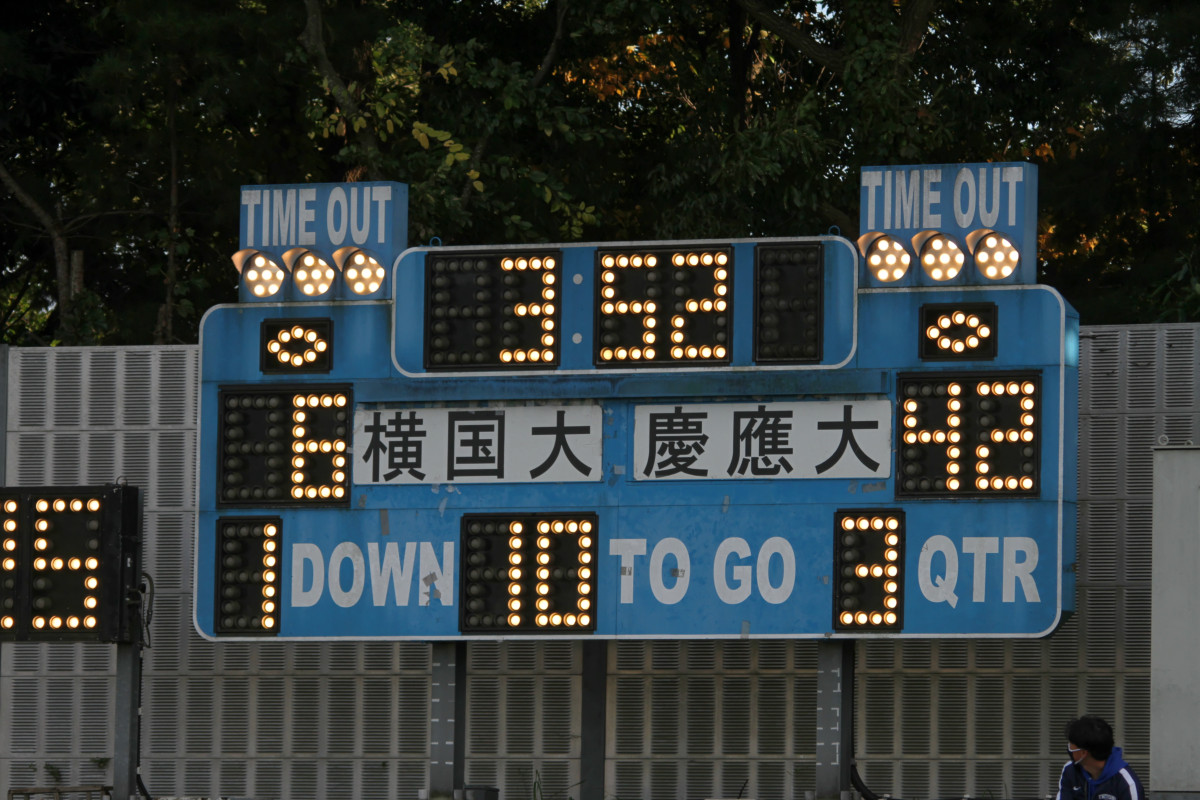 TIME OUT
TIME OUT
3:52
6
横国大
慶應大
42
5
1 DOWN 10 TO GO 3 QTR